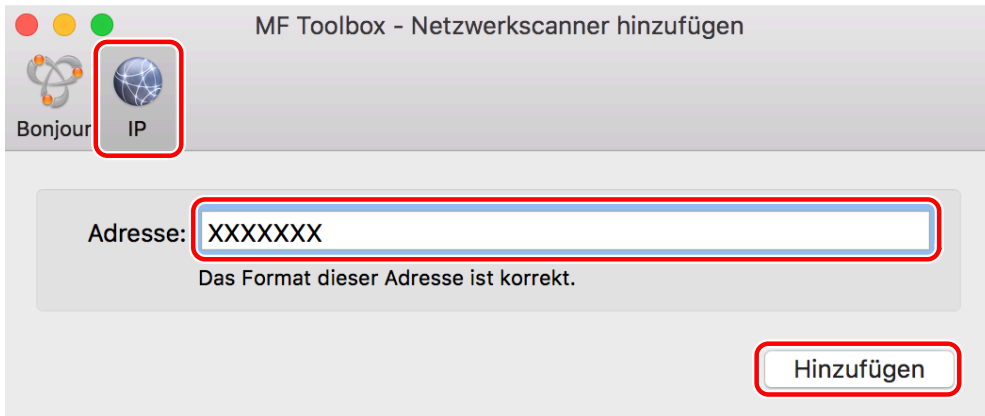 MF Toolbox - Netzwerkscanner hinzufügen
Bonjour
IP
Adresse: XXXXXXX
Das Format dieser Adresse ist korrekt.
Hinzufügen